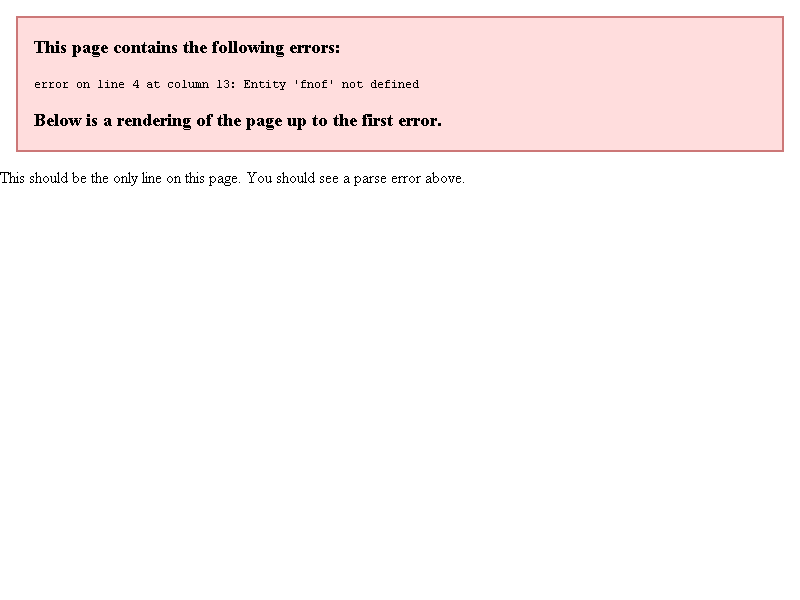 This page contains the following errors:
error on line 4 at column 13: Entity 'fnof' not defined
Below is a rendering of the page up to the first error.
This should be the only line on this page. You should see a parse error above.